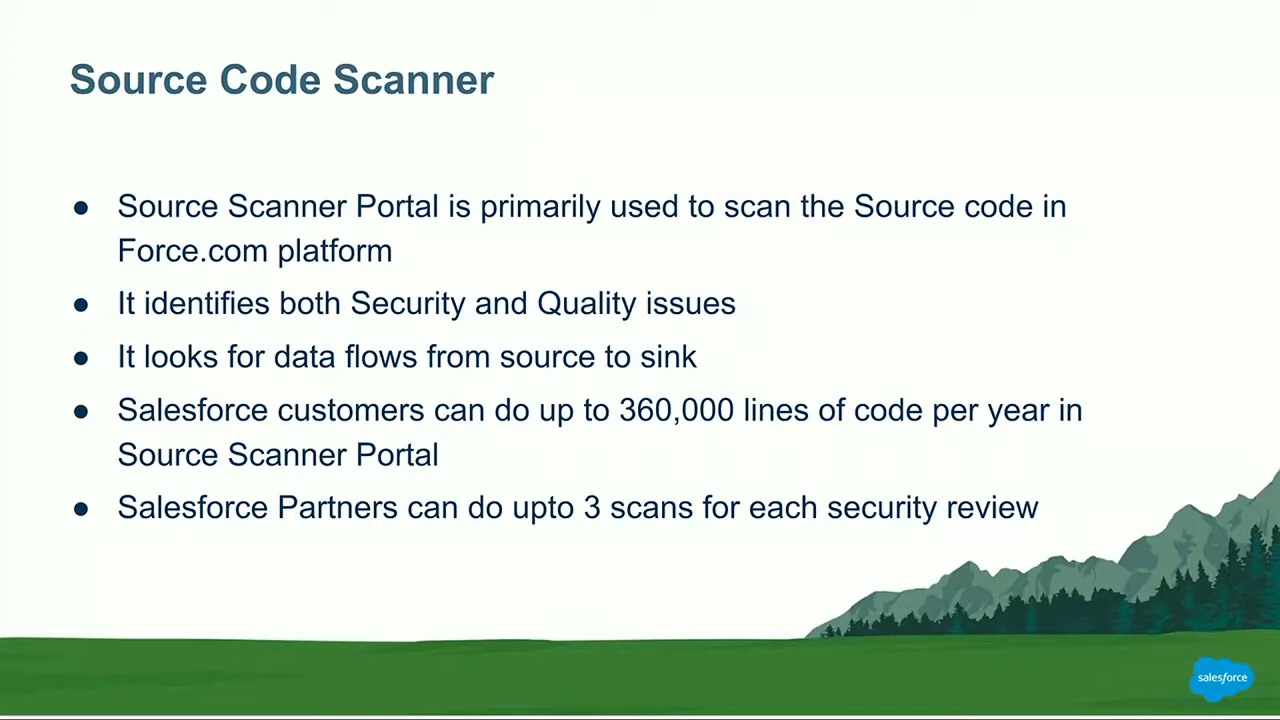 Source Code Scanner
● Source Scanner Portal is primarily used to scan the Source code in
Force.com platform
● It identifies both Security and Quality issues
● It looks for data flows from source to sink
● Salesforce customers can do up to 360,000 lines of code per year in
Source Scanner Portal
● Salesforce Partners can do upto 3 scans for each security review
salesforce